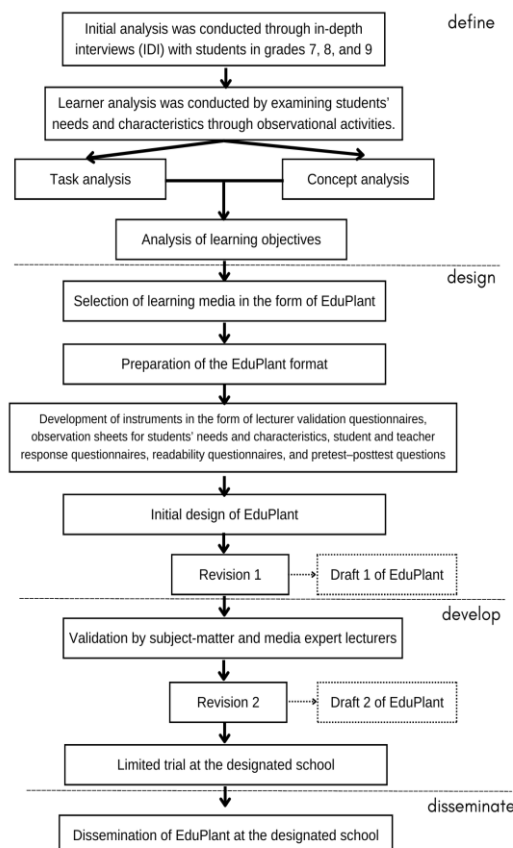 define
Initial analysis was conducted through in-depth
interviews (IDI) with students in grades 7, 8, and 9
Learner analysis was conducted by examining students'
needs and characteristics through observational activities.
Task analysis
Concept analysis
Analysis of learning objectives
design
Selection of learning media in the form of EduPlant
Preparation of the EduPlant format
Development of instruments in the form of lecturer validation questionnaires,
observation sheets for students' needs and characteristics, student and teacher
response questionnaires, readability questionnaires, and pretest–posttest questions
Initial design of EduPlant
Revision 1
Draft 1 of EduPlant
develop
Validation by subject-matter and media expert lecturers
Revision 2
Draft 2 of EduPlant
Limited trial at the designated school
disseminate
Dissemination of EduPlant at the designated school